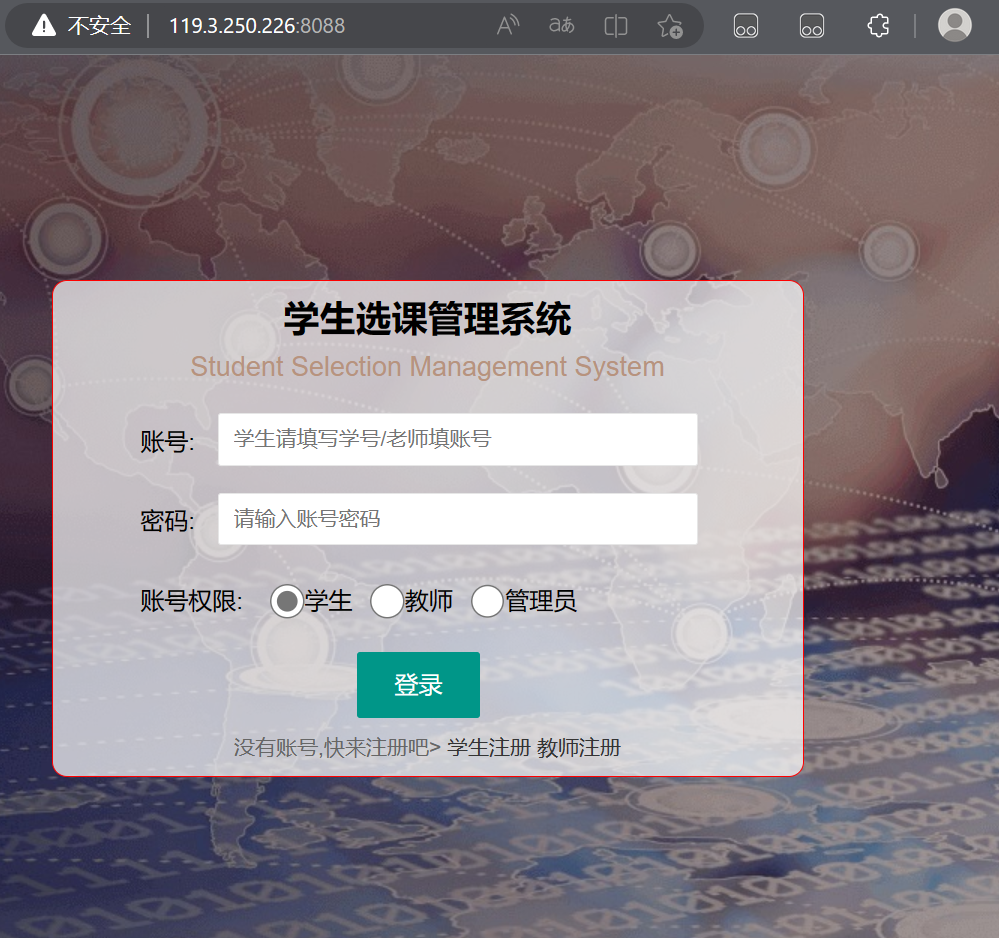 不安全 119.3.250.226:8088 A aあ
学生选课管理系统
Student Selection Management System
账号: 学生请填写学号/老师填账号
密码: 请输入账号密码
账号权限: 学生 教师 管理员
登录
没有账号,快来注册吧> 学生注册 教师注册